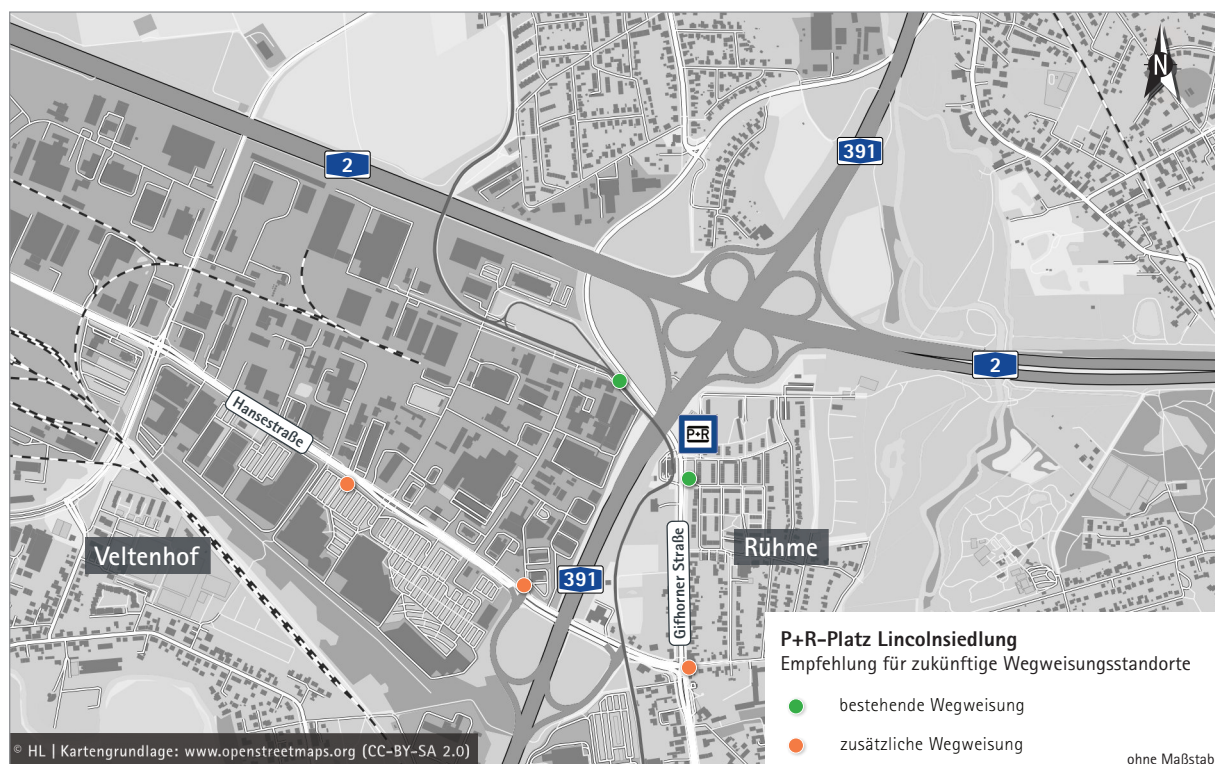 N
391
2
2
Hansestraße
P+R
Veltenhof
391
Gifhorner Straße
Rühme
P+R-Platz Lincolnsiedlung
Empfehlung für zukünftige Wegweisungsstandorte
bestehende Wegweisung
zusätzliche Wegweisung
© HL | Kartengrundlage: www.openstreetmaps.org (CC-BY-SA 2.0)
ohne Maßstab